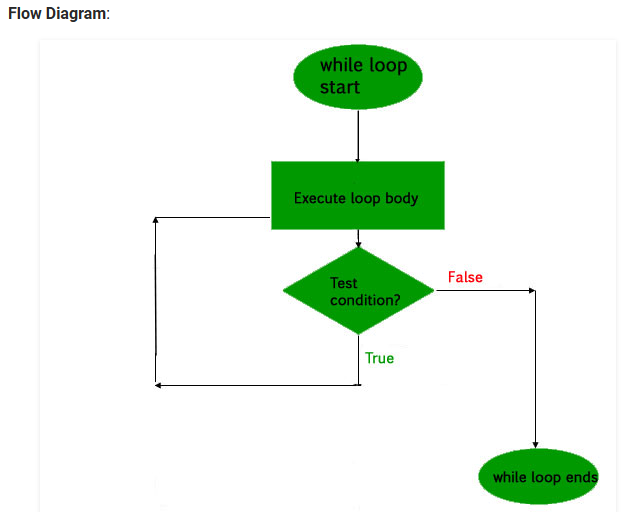 Flow Diagram:
while loop
start
Execute loop body
Test
condition?
False
True
while loop ends